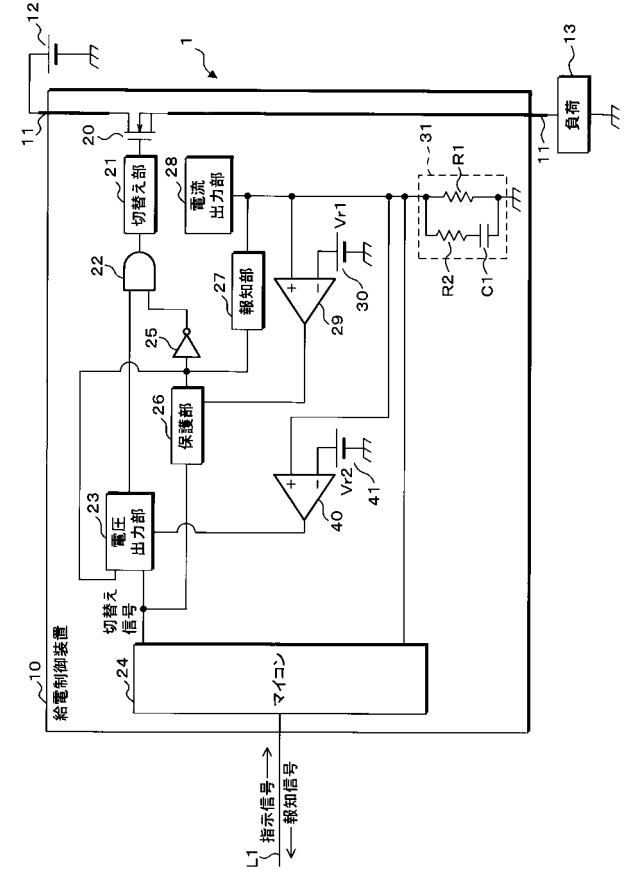 10
給電制御装置
1
12
11
20
21
切替え部
22
28
電流
出力部
27
報知部
25
26
保護部
23
電圧
出力部
切替え
信号
24
マイコン
L1
指示信号
報知信号
Vr1
30
+
−
29
Vr2
41
+
−
40
31
R1
R2
C1
11
13
負荷